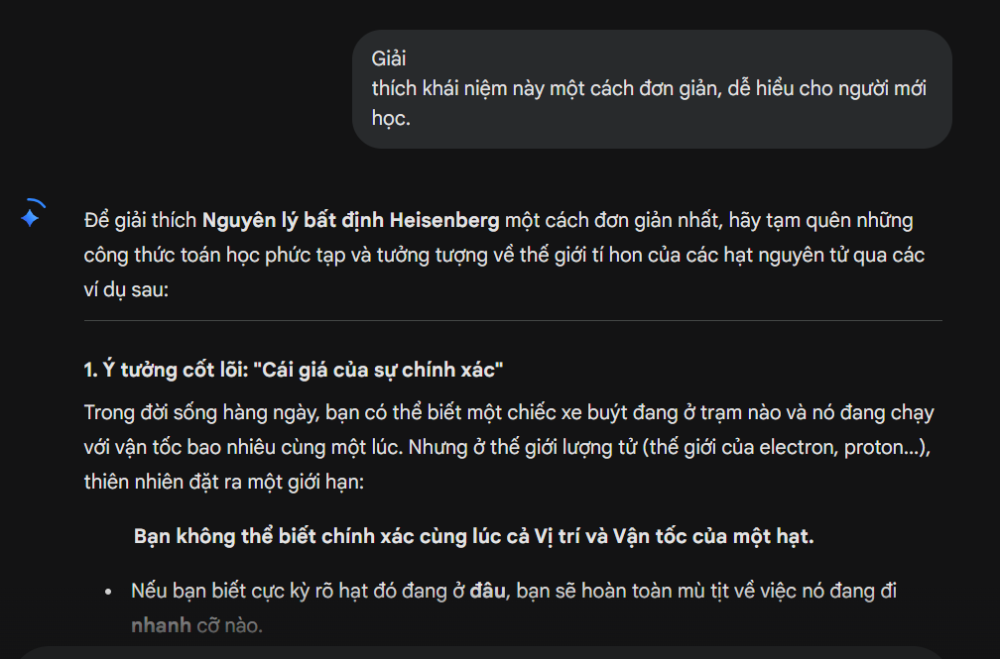 Giải
thích khái niệm này một cách đơn giản, dễ hiểu cho người mới
học.
Để giải thích Nguyên lý bất định Heisenberg một cách đơn giản nhất, hãy tạm quên những
công thức toán học phức tạp và tưởng tượng về thế giới tí hon của các hạt nguyên tử qua các
ví dụ sau:
1. Ý tưởng cốt lõi: "Cái giá của sự chính xác"
Trong đời sống hàng ngày, bạn có thể biết một chiếc xe buýt đang ở trạm nào và nó đang chạy
với vận tốc bao nhiêu cùng một lúc. Nhưng ở thế giới lượng tử (thế giới của electron, proton...),
thiên nhiên đặt ra một giới hạn:
Bạn không thể biết chính xác cùng lúc cả Vị trí và Vận tốc của một hạt.
• Nếu bạn biết cực kỳ rõ hạt đó đang ở đâu, bạn sẽ hoàn toàn mù tịt về việc nó đang đi
nhanh cỡ nào.